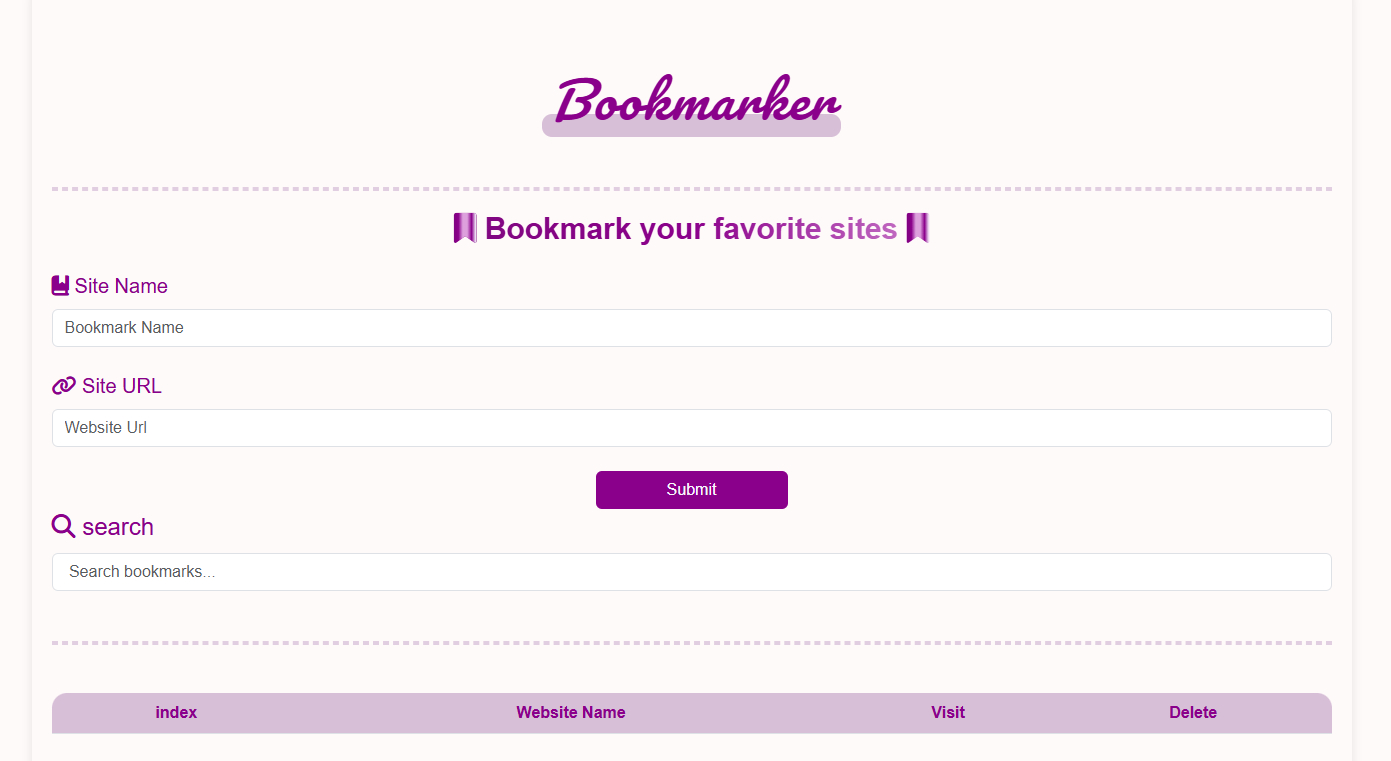 Bookmarker
Bookmark your favorite sites
Site Name
Bookmark Name
Site URL
Website Url
Submit
search
Search bookmarks...
index Website Name Visit Delete